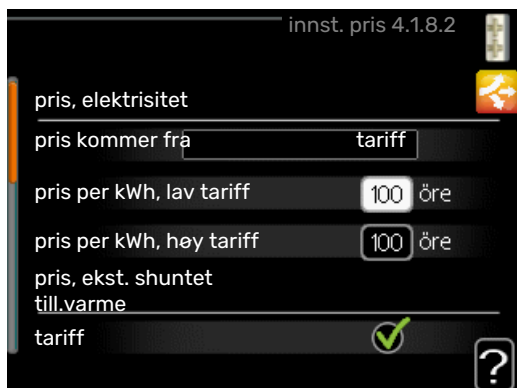 innst. pris 4.1.8.2
pris, elektrisitet
pris kommer fra tariff
pris per kWh, lav tariff 100 öre
pris per kWh, høy tariff 100 öre
pris, ekst. shuntet
till.varme
tariff
?